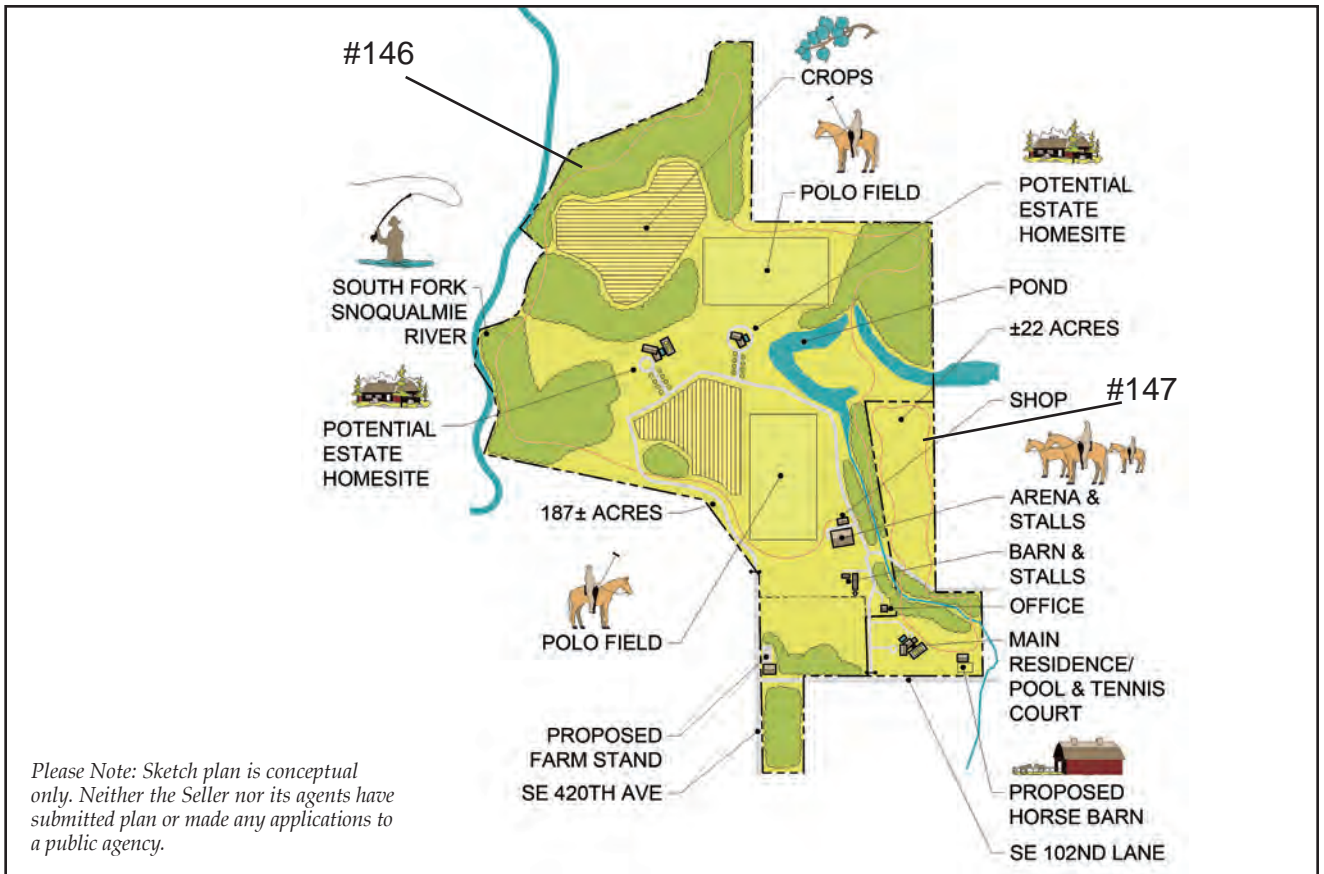 #146
CROPS
POLO FIELD
POTENTIAL
ESTATE
HOMESITE
SOUTH FORK
SNOQUALMIE
RIVER
POND
±22 ACRES
SHOP
#147
POTENTIAL
ESTATE
HOMESITE
ARENA &
STALLS
187± ACRES
BARN &
STALLS
OFFICE
POLO FIELD
MAIN
RESIDENCE/
POOL & TENNIS
COURT
PROPOSED
FARM STAND
SE 420TH AVE
PROPOSED
HORSE BARN
SE 102ND LANE
Please Note: Sketch plan is conceptual
only. Neither the Seller nor its agents have
submitted plan or made any applications to
a public agency.